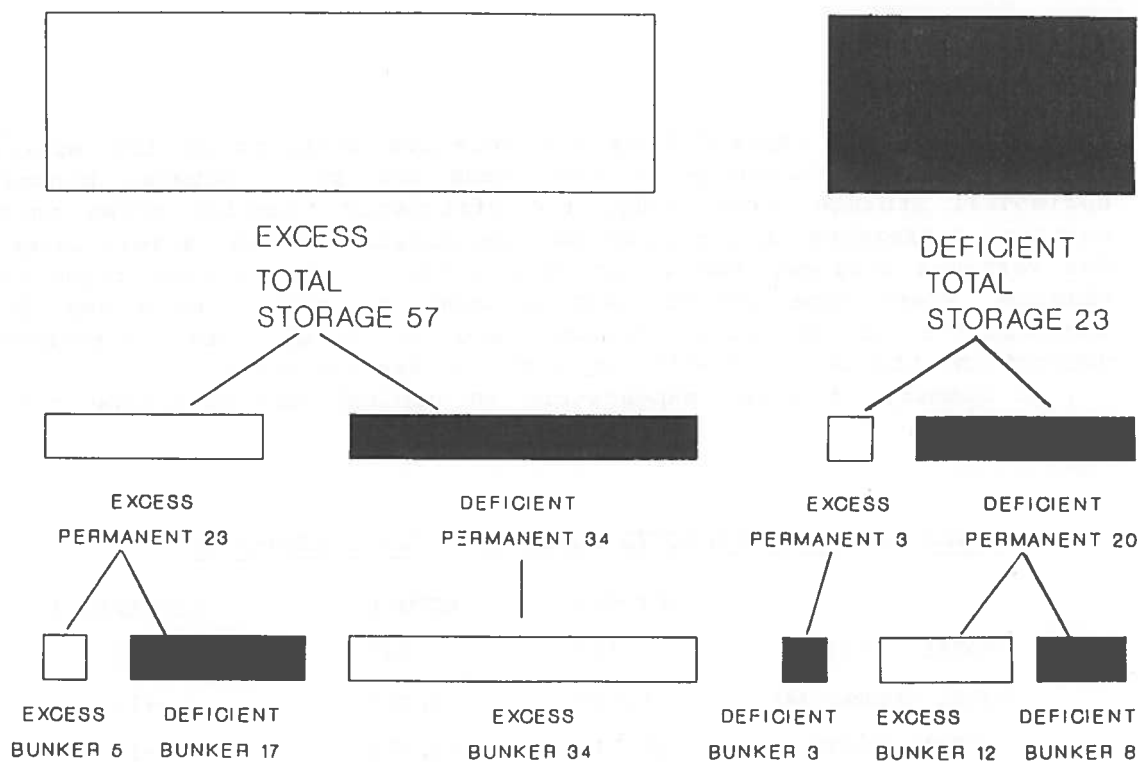 EXCESS
TOTAL
STORAGE 57
DEFICIENT
TOTAL
STORAGE 23
EXCESS
PERMANENT 23
DEFICIENT
PERMANENT 34
EXCESS
PERMANENT 3
DEFICIENT
PERMANENT 20
EXCESS
BUNKER 5
DEFICIENT
BUNKER 17
EXCESS
BUNKER 34
DEFICIENT
BUNKER 3
EXCESS
BUNKER 12
DEFICIENT
BUNKER 8